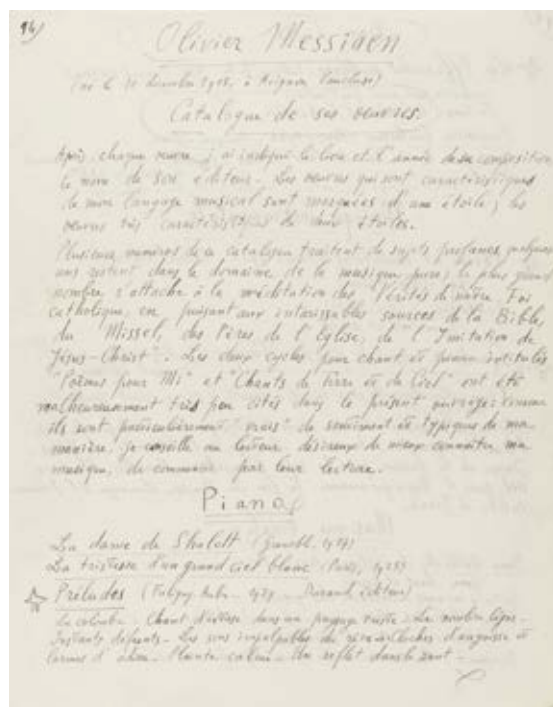 94)
Olivier Messiaen
(né le 10 décembre 1908, à Avignon Vaucluse)
Catalogue de ses œuvres.
Après chaque œuvre, j'ai indiqué le lieu et l'année de sa composition
le nom de son éditeur. Les œuvres qui sont caractéristiques
de mon langage musical sont marquées d'une étoile; les
œuvres très caractéristiques de deux étoiles.
Plusieurs numéros de ce catalogue traitent de sujets profanes, quelques
uns restent dans le domaine de la musique pure; le plus grand
nombre s'attache à la méditation des Vérités de notre Foi
catholique, en puisant aux intarissables sources de la Bible,
du Missel, des Pères de l'Eglise, de l'Imitation de
Jésus-Christ. Les deux cycles pour chant et piano intitulés
"Poèmes pour Mi" et "Chants de Terre et de Ciel" ont été
malheureusement très peu cités dans le présent ouvrage: comme
ils sont particulièrement "vrais" de sentiment et typiques de ma
manière, je conseille au lecteur désireux de mieux connaître ma
musique, de commencer par leur lecture.
Piano
La dame de Shalott (1917)
La tristesse d'un grand ciel blanc (Paris, 1925)
Préludes (Fuligny, Aube - 1929 - Durand éditeur)
La colombe - Chant d'extase dans un paysage triste - Le nombre léger -
Instants défunts - Les sons impalpables du rêve - cloches d'angoisse et
larmes d'adieu - Plainte calme - Un reflet dans le vent -